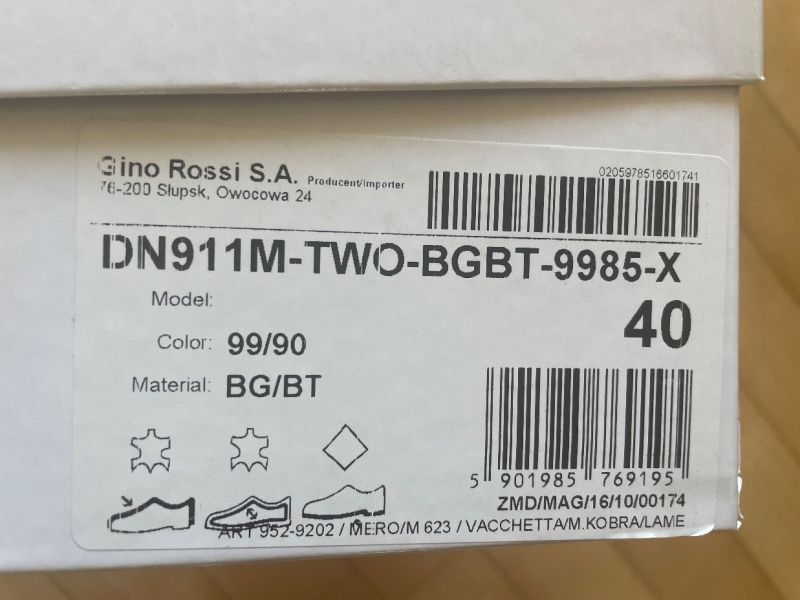 Gino Rossi S.A. Producent/Importer
76-200 Słupsk, Owocowa 24
0205978516601741
DN911M-TWO-BGBT-9985-X
Model:
40
Color: 99/90
Material: BG/BT
5 901985 769195
ZMD/MAG/16/10/00174
ART 952-9202 / MERO/M 623 / VACCHETTA/M.KOBRA/LAME